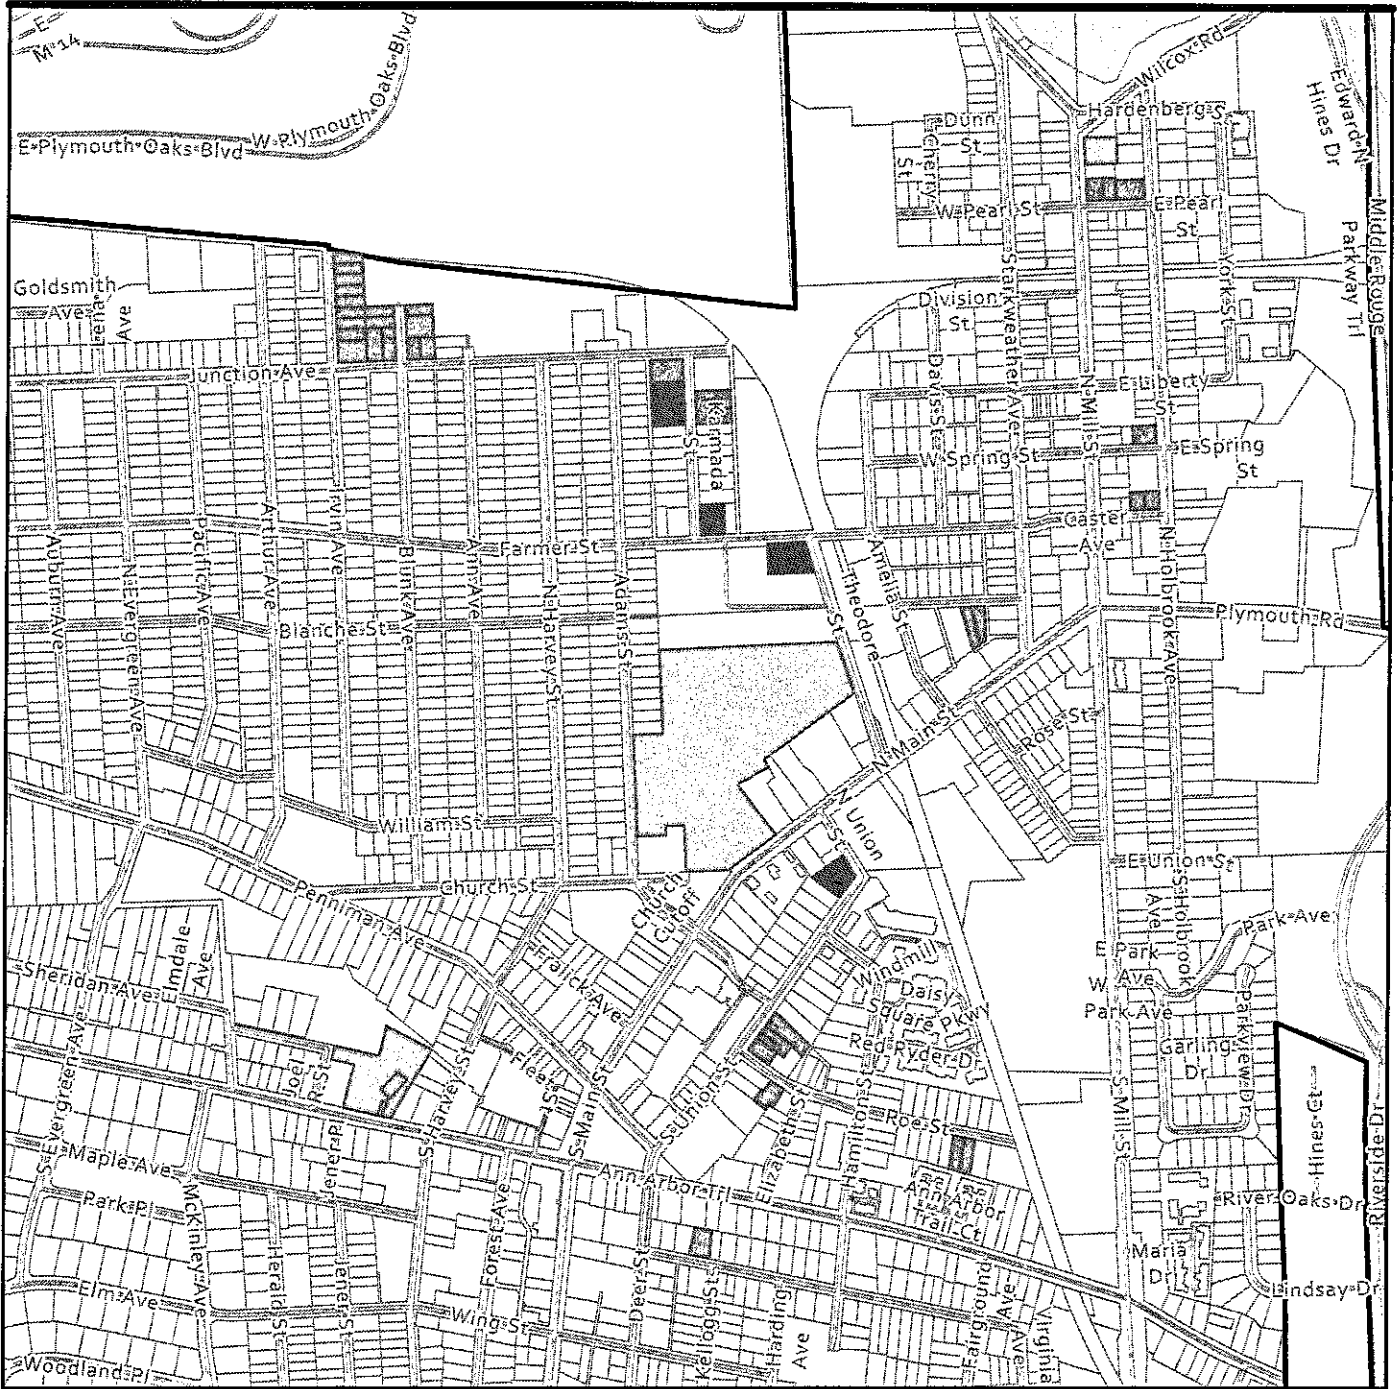 E
M 14
E Plymouth Oaks Blvd
W Plymouth Oaks Blvd
Wilcox Rd
Hardenberg S
Edward N
Hines Dr
Dunn
St
Cherry
St
W Pearl St
E Pearl
St
Middle Rouge
Parkway Trl
Goldsmith
Ave
Lena
Ave
Division
St
Starkweather Ave
York St
Junction Ave
Davis St
N Mill St
E Liberty
St
Karmada
St
W Spring St
E Spring
St
Caster
Ave
Auburn Ave
N Evergreen Ave
Pacific Ave
Arthur Ave
Irvin Ave
Blunk Ave
Ann Ave
Farmer St
N Harvey St
Adams St
Theodore
St
Amelia St
N Holbrook Ave
Blanche St
Plymouth Rd
N Main St
Rose St
William St
N Union
St
E Union St
Penniman Ave
Church St
Church
Cutoff
S Holbrook
Ave
Park Ave
Sheridan Ave
Elmdale
Ave
Fralick Ave
Windmill
Daisy
Square Pkwy
E Park
Ave
W
Park Ave
Parkview Dr
Red Ryder Dr
Garling
Dr
Joel
R St
Fleet St
S Harvey St
S Main St
S Union St
Elizabeth St
Hamilton St
Roe St
S Mill St
Hines Ct
Riverside Dr
S Evergreen Ave
Maple Ave
Jener Pl
Ann Arbor Trl
Ann Arbor
Trail Ct
River Oaks Dr
Park Pl
McKinley Ave
Forest Ave
Maria
Dr
Lindsay Dr
Elm Ave
Herald St
Jener St
Wing St
Deer St
Kellogg St
Harding
Ave
Fairground
Ave
Virginia
Ave
Woodland Pl